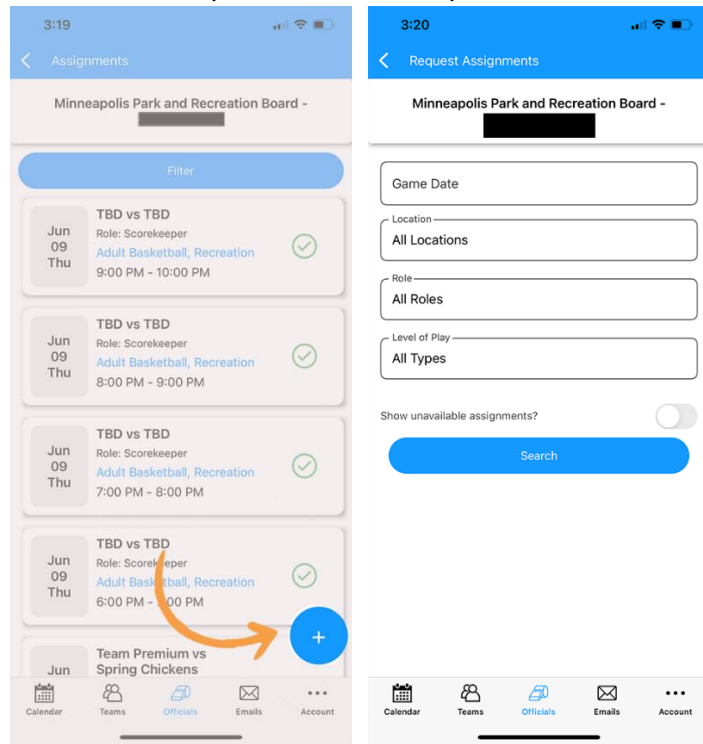 3:19
Assignments
Minneapolis Park and Recreation Board -
Filter
Jun
09
Thu
TBD vs TBD
Role: Scorekeeper
Adult Basketball, Recreation
9:00 PM - 10:00 PM
Jun
09
Thu
TBD vs TBD
Role: Scorekeeper
Adult Basketball, Recreation
8:00 PM - 9:00 PM
Jun
09
Thu
TBD vs TBD
Role: Scorekeeper
Adult Basketball, Recreation
7:00 PM - 8:00 PM
Jun
09
Thu
TBD vs TBD
Role: Scorekeeper
Adult Basketball, Recreation
6:00 PM - 7:00 PM
+
Jun
Team Premium vs
Spring Chickens
Calendar Teams Officials Emails Account
3:20
Request Assignments
Minneapolis Park and Recreation Board -
Game Date
Location
All Locations
Role
All Roles
Level of Play
All Types
Show unavailable assignments?
Search
Calendar Teams Officials Emails Account